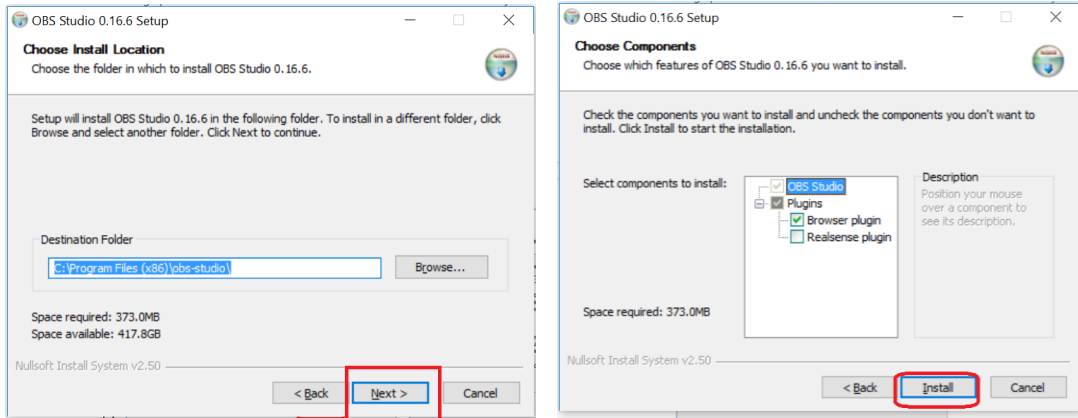 OBS Studio 0.16.6 Setup
Choose Install Location
Choose the folder in which to install OBS Studio 0.16.6.
Setup will install OBS Studio 0.16.6 in the following folder. To install in a different folder, click
Browse and select another folder. Click Next to continue.
Destination Folder
C:\Program Files (x86)\obs-studio\
Browse...
Space required: 373.0MB
Space available: 417.8GB
Nullsoft Install System v2.50
< Back
Next >
Cancel
OBS Studio 0.16.6 Setup
Choose Components
Choose which features of OBS Studio 0.16.6 you want to install.
Check the components you want to install and uncheck the components you don't want to
install. Click Install to start the installation.
Select components to install:
OBS Studio
Plugins
Browser plugin
Realsense plugin
Description
Position your mouse
over a component to
see its description.
Space required: 373.0MB
Nullsoft Install System v2.50
< Back
Install
Cancel